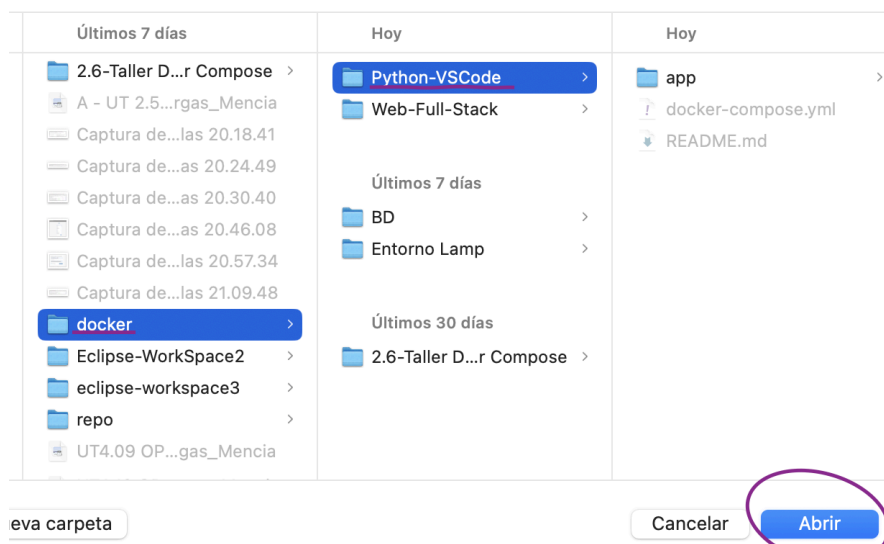 Últimos 7 días
2.6-Taller D...r Compose
A - UT 2.5...rgas_Mencia
Captura de...las 20.18.41
Captura de...as 20.24.49
Captura de...as 20.30.40
Captura de...as 20.46.08
Captura de...las 20.57.34
Captura de...las 21.09.48
docker
Eclipse-WorkSpace2
eclipse-workspace3
repo
UT4.09 OP...gas_Mencia
Hoy
Python-VSCode
Web-Full-Stack
Últimos 7 días
BD
Entorno Lamp
Últimos 30 días
2.6-Taller D...r Compose
Hoy
app
docker-compose.yml
README.md
eva carpeta
Cancelar
Abrir